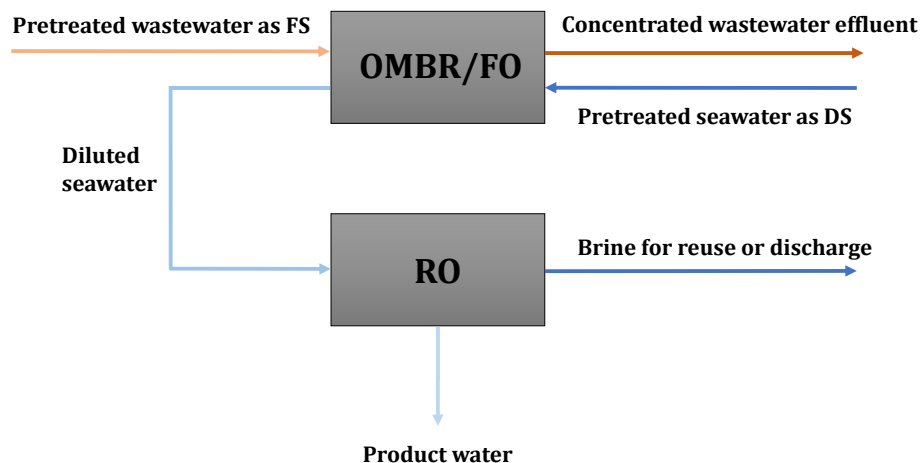 Pretreated wastewater as FS
Concentrated wastewater effluent
OMBR/FO
Pretreated seawater as DS
Diluted
seawater
Brine for reuse or discharge
RO
Product water